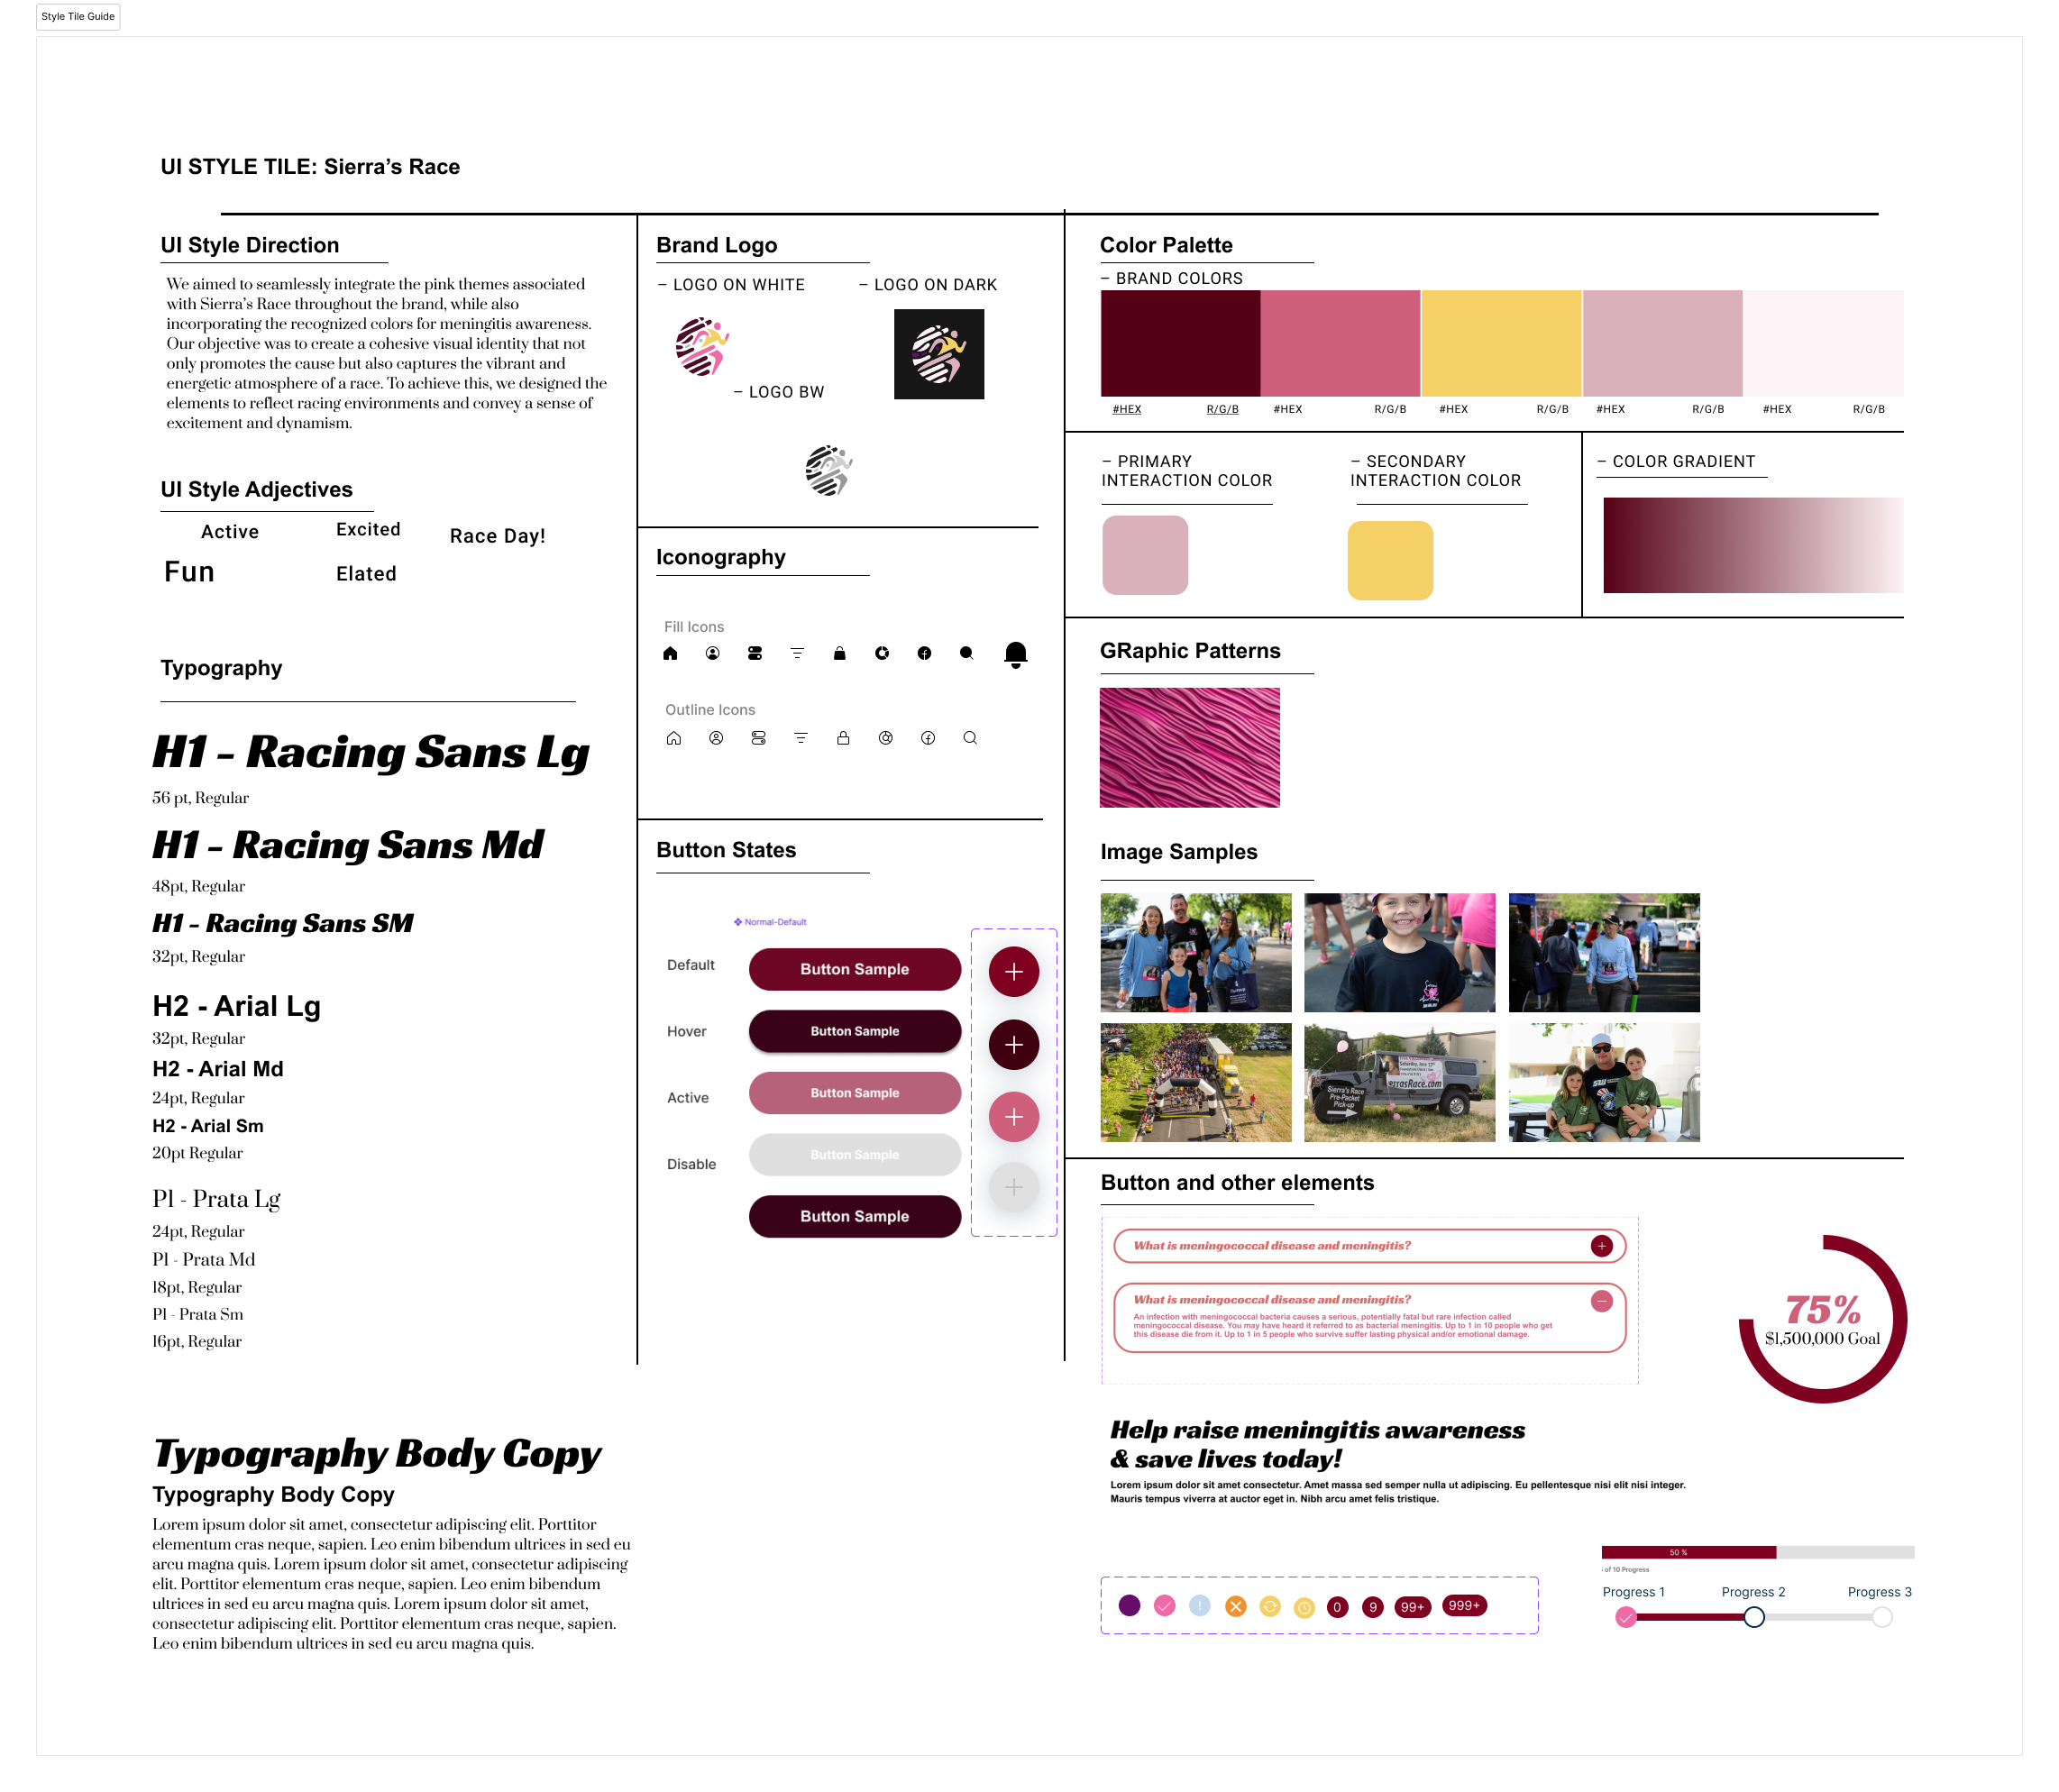 Style Tile Guide
UI STYLE TILE: Sierra's Race
UI Style Direction
We aimed to seamlessly integrate the pink themes associated
with Sierra's Race throughout the brand, while also
incorporating the recognized colors for meningitis awareness.
Our objective was to create a cohesive visual identity that not
only promotes the cause but also captures the vibrant and
energetic atmosphere of a race. To achieve this, we designed the
elements to reflect racing environments and convey a sense of
excitement and dynamism.
UI Style Adjectives
Active
Excited
Race Day!
Fun
Elated
Typography
H1 - Racing Sans Lg
56 pt, Regular
H1 - Racing Sans Md
48pt, Regular
H1 - Racing Sans SM
32pt, Regular
H2 - Arial Lg
32pt, Regular
H2 - Arial Md
24pt, Regular
H2 - Arial Sm
20pt Regular
P1 - Prata Lg
24pt, Regular
P1 - Prata Md
18pt, Regular
P1 - Prata Sm
16pt, Regular
Typography Body Copy
Typography Body Copy
Lorem ipsum dolor sit amet, consectetur adipiscing elit. Porttitor
elementum cras neque, sapien. Leo enim bibendum ultrices in sed eu
arcu magna quis. Lorem ipsum dolor sit amet, consectetur adipiscing
elit. Porttitor elementum cras neque, sapien. Leo enim bibendum
ultrices in sed eu arcu magna quis. Lorem ipsum dolor sit amet,
consectetur adipiscing elit. Porttitor elementum cras neque, sapien.
Leo enim bibendum ultrices in sed eu arcu magna quis.
Brand Logo
– LOGO ON WHITE
– LOGO ON DARK
– LOGO BW
Iconography
Fill Icons
Outline Icons
Button States
Normal-Default
Default
Button Sample
Hover
Button Sample
Active
Button Sample
Disable
Button Sample
Button Sample
Color Palette
– BRAND COLORS
#HEX R/G/B #HEX R/G/B #HEX R/G/B #HEX R/G/B #HEX R/G/B
– PRIMARY
INTERACTION COLOR
– SECONDARY
INTERACTION COLOR
– COLOR GRADIENT
GRaphic Patterns
Image Samples
Sierra's Race
Pre-Packet
Pick-up
errasRace.com
Button and other elements
What is meningococcal disease and meningitis?
What is meningococcal disease and meningitis?
An infection with meningococcal bacteria causes a serious, potentially fatal but rare infection called
meningococcal disease. You may have heard it referred to as bacterial meningitis. Up to 1 in 10 people who get
this disease die from it. Up to 1 in 5 people who survive suffer lasting physical and/or emotional damage.
75%
$1,500,000 Goal
Help raise meningitis awareness
& save lives today!
Lorem ipsum dolor sit amet consectetur. Amet massa sed semper nulla ut adipiscing. Eu pellentesque nisi elit nisi integer.
Mauris tempus viverra at auctor eget in. Nibh arcu amet felis tristique.
0 9 99+ 999+
50 %
of 10 Progress
Progress 1
Progress 2
Progress 3